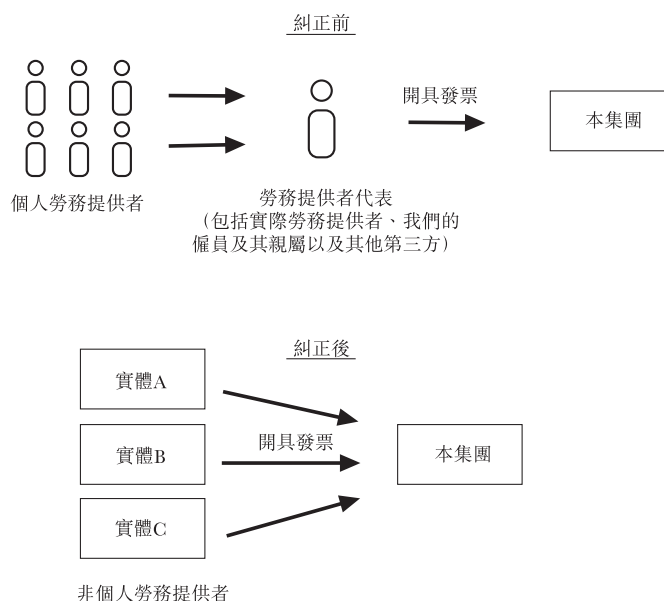 糾正前
開具發票
本集團
個人勞務提供者
勞務提供者代表
（包括實際勞務提供者、我們的
僱員及其親屬以及其他第三方）
糾正後
實體A
開具發票
實體B
本集團
實體C
非個人勞務提供者